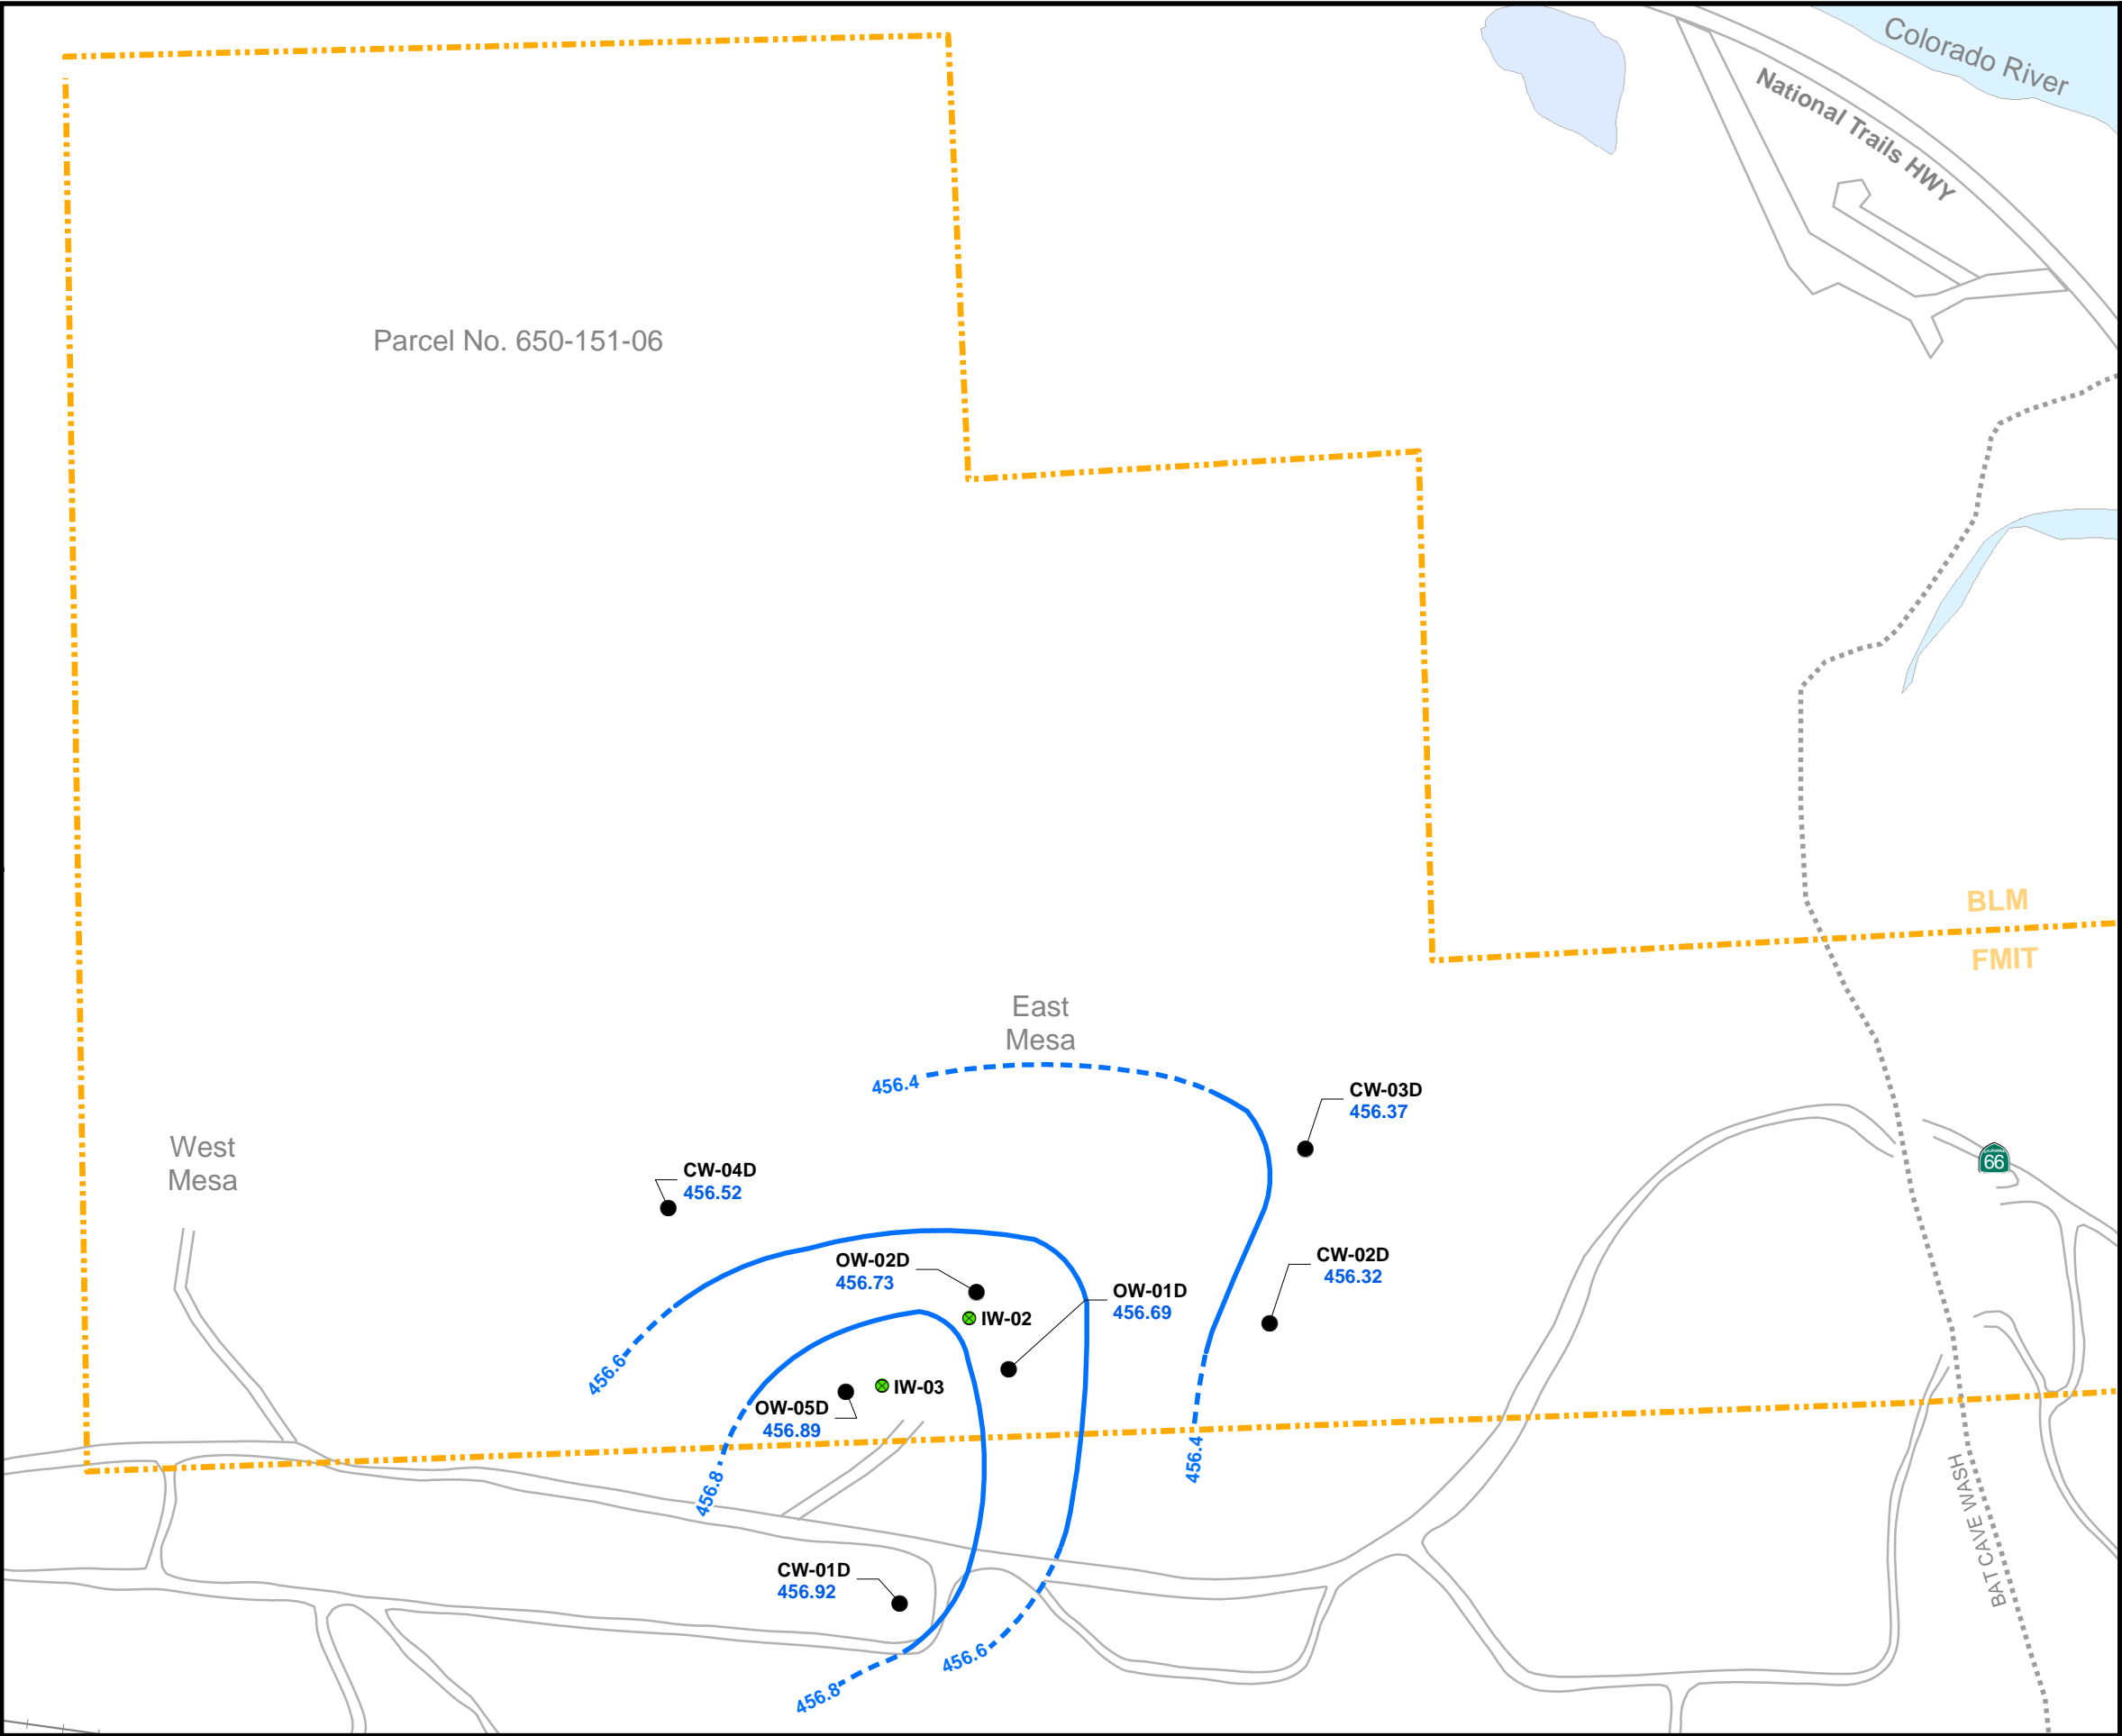 Colorado River
National Trails HWY
Parcel No. 650-151-06
BLM
FMIT
East
Mesa
456.4
CW-03D
456.37
West
Mesa
CALIFORNIA
66
CW-04D
456.52
OW-02D
456.73
CW-02D
456.32
OW-01D
456.69
IW-02
456.6
IW-03
OW-05D
456.89
456.4
456.8
BAT CAVE WASH
CW-01D
456.92
456.6
456.8